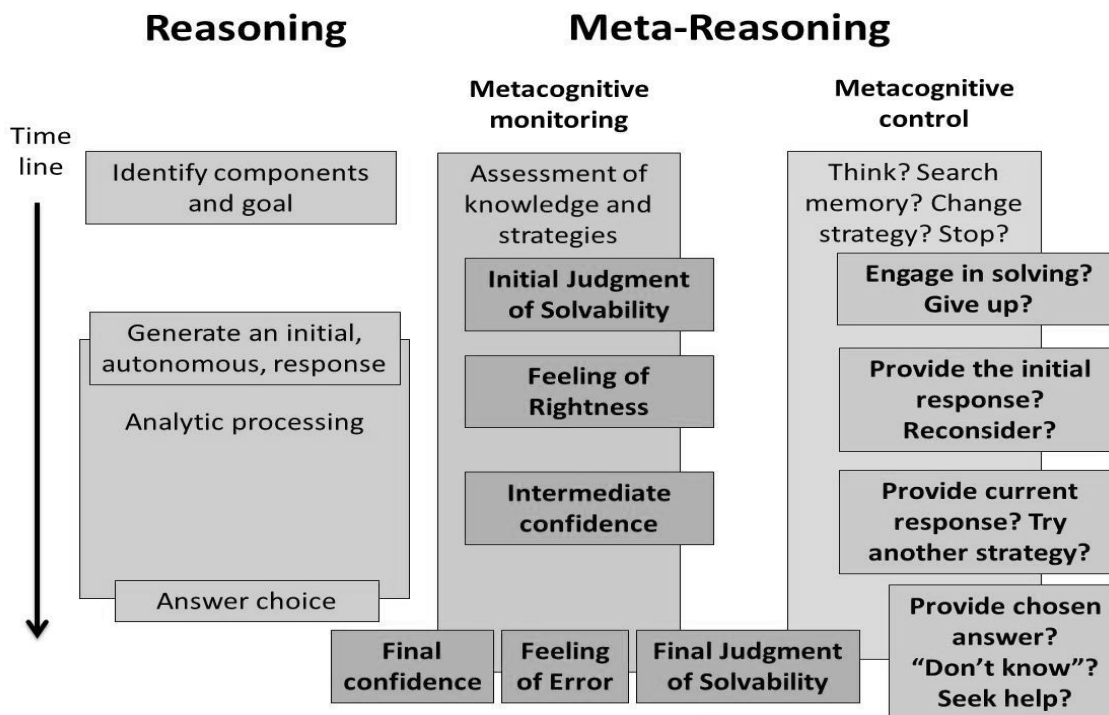 Reasoning
Meta-Reasoning
Metacognitive
monitoring
Metacognitive
control
Time
line
Identify components
and goal
Generate an initial,
autonomous, response
Analytic processing
Answer choice
Assessment of
knowledge and
strategies
Initial Judgment
of Solvability
Feeling of
Rightness
Intermediate
confidence
Final
confidence
Feeling
of Error
Final Judgment
of Solvability
Think? Search
memory? Change
strategy? Stop?
Engage in solving?
Give up?
Provide the initial
response?
Reconsider?
Provide current
response? Try
another strategy?
Provide chosen
answer?
“Don’t know”?
Seek help?